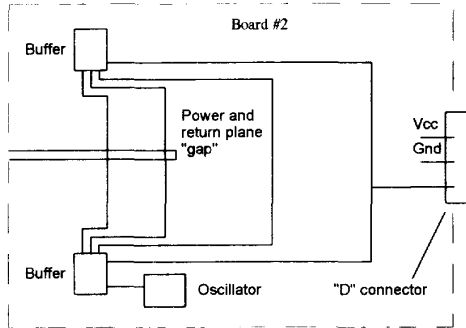 Board #2
Buffer
Power and
return plane
"gap"
Vcc
Gnd
Buffer
Oscillator
"D" connector